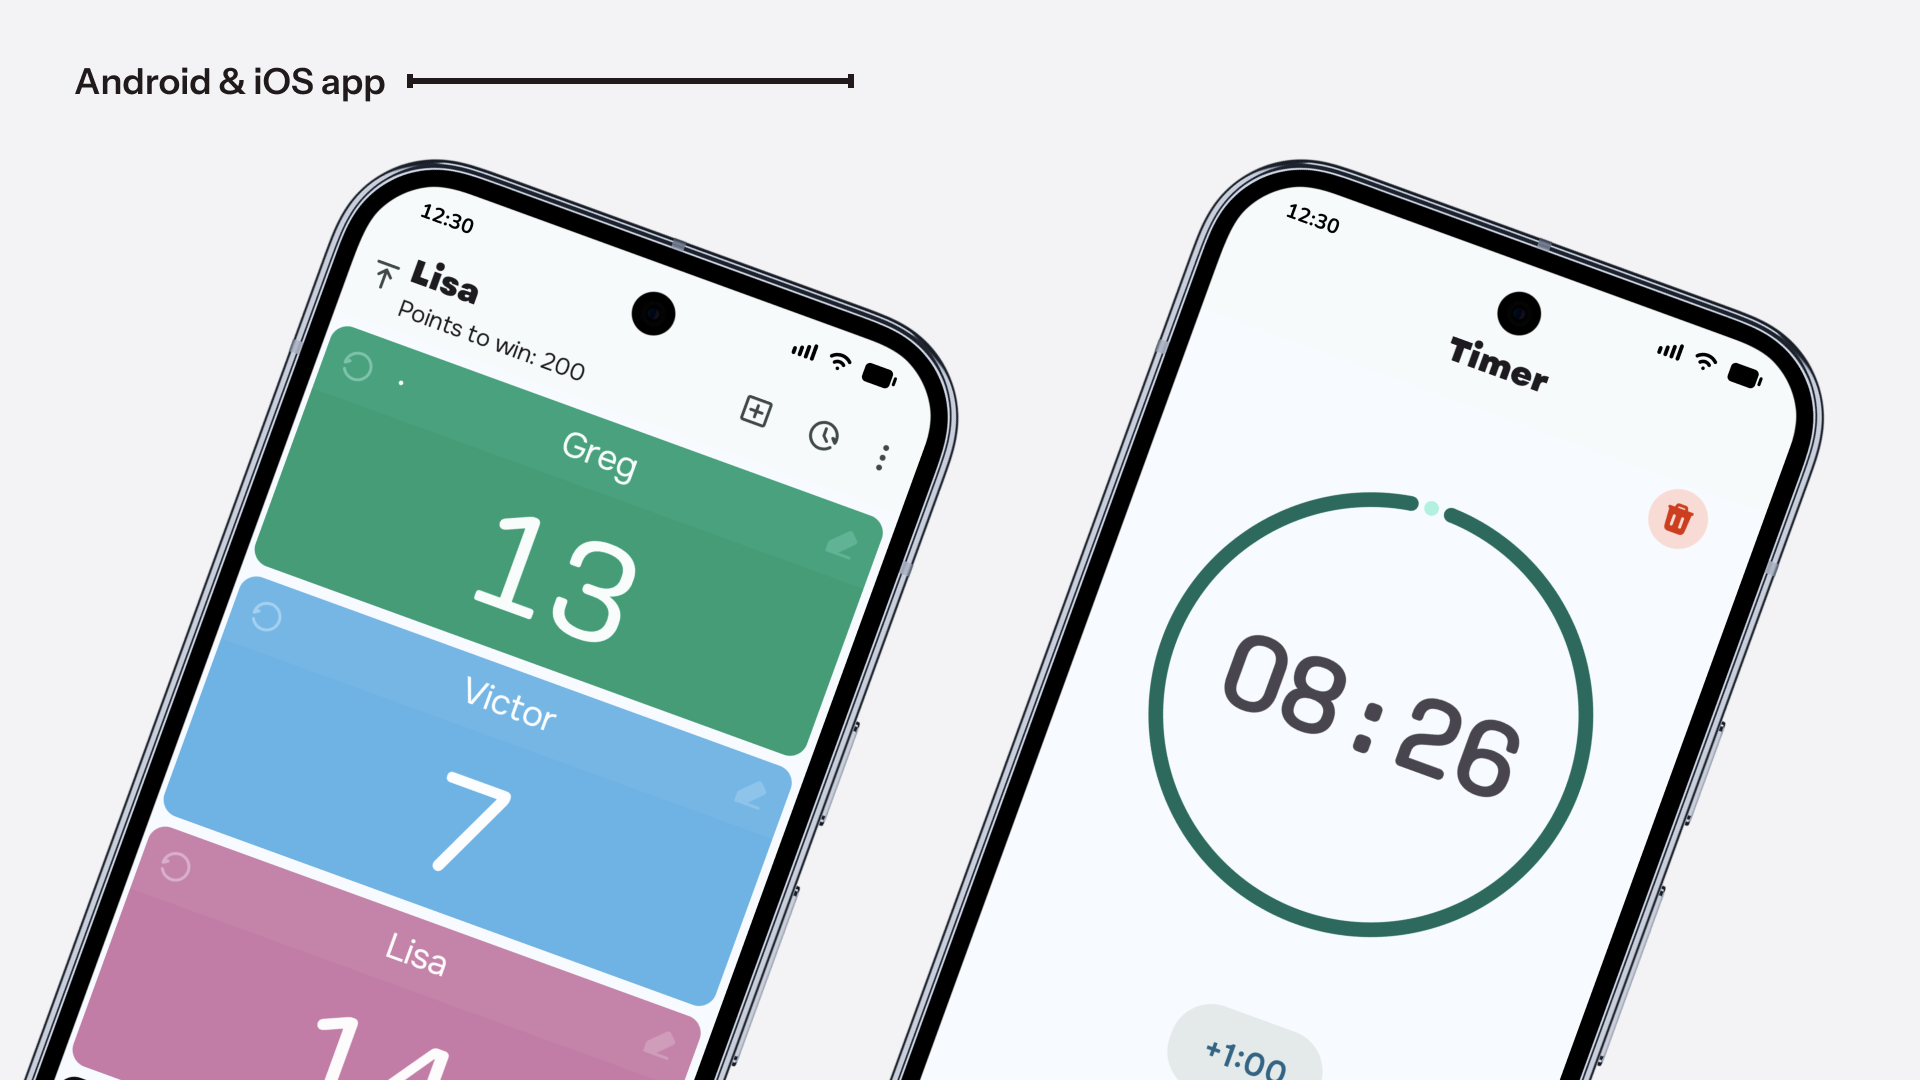 Android & iOS app
12:30
Lisa
Points to win: 200
Greg
13
Victor
7
Lisa
14
12:30
Timer
08:26
+1:00